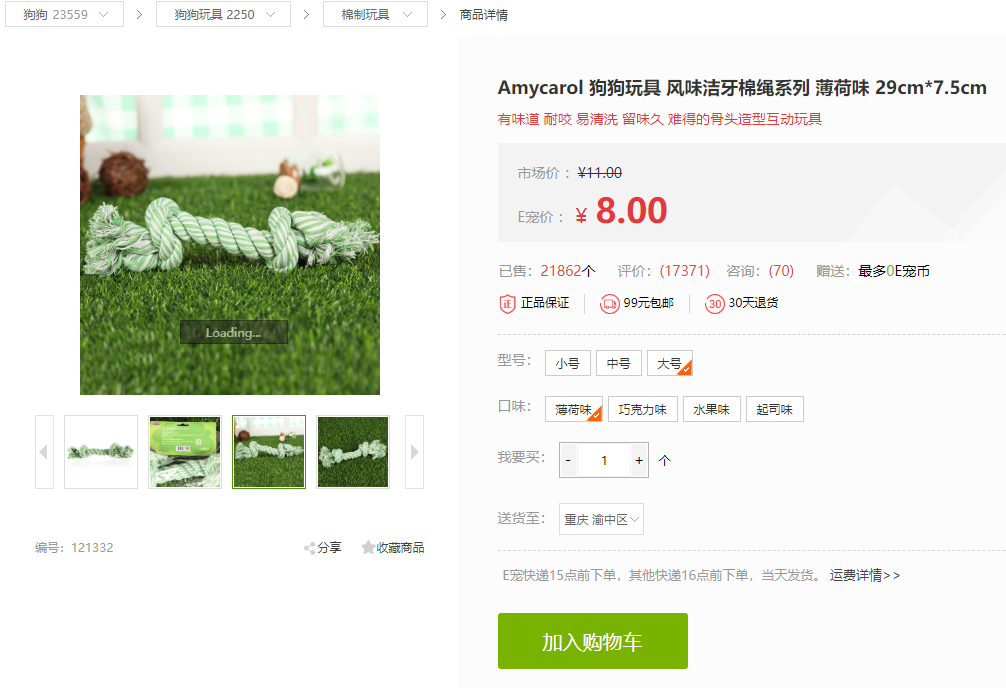 狗狗 23559 狗狗玩具 2250 棉制玩具 商品详情
Amycarol 狗狗玩具 风味洁牙棉绳系列 薄荷味 29cm*7.5cm
有味道 耐咬 易清洗 留味久 难得的骨头造型互动玩具
市场价： ¥11.00
E宠价： ¥ 8.00
已售：21862个 评价：(17371) 咨询：(70) 赠送：最多0E宠币
正 正品保证 99元包邮 30 30天退货
Loading...
型号： 小号 中号 大号
口味： 薄荷味 巧克力味 水果味 起司味
我要买： - 1 + 个
送货至： 重庆 渝中区
编号：121332 分享 收藏商品
E宠快递15点前下单，其他快递16点前下单，当天发货。 运费详情>>
加入购物车